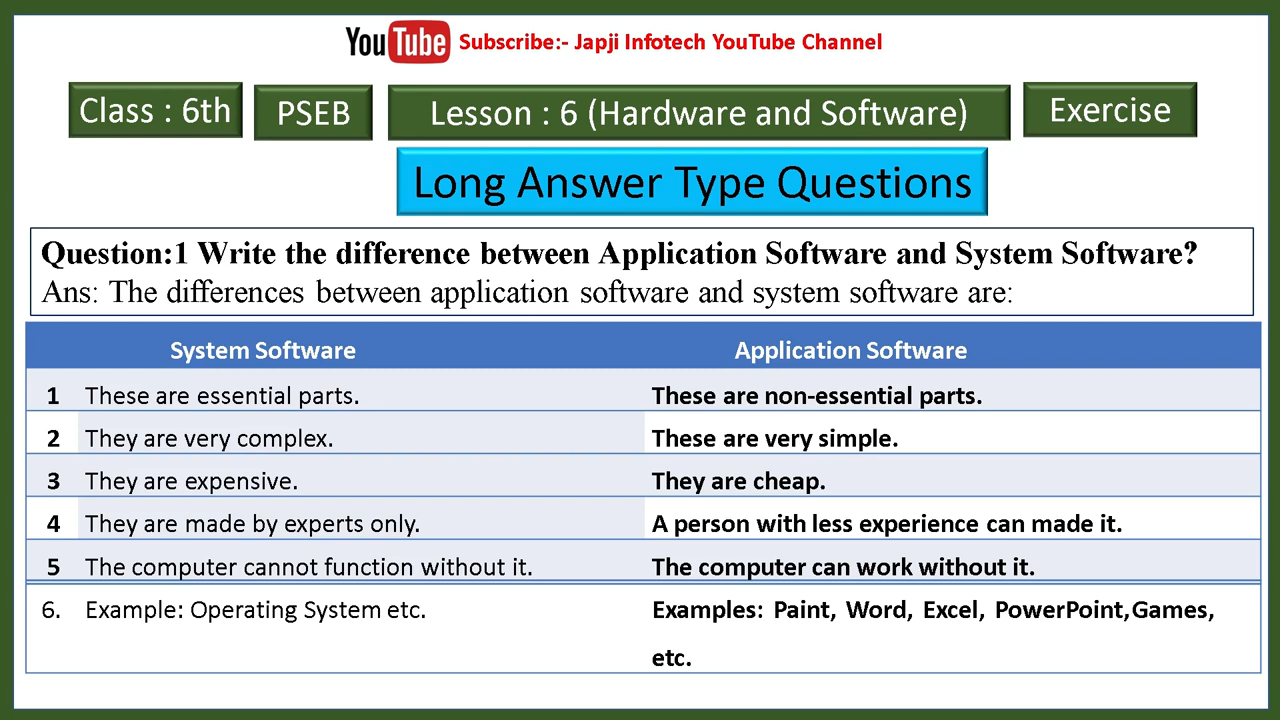 YouTube Subscribe:- Japji Infotech YouTube Channel
Class : 6th PSEB Lesson : 6 (Hardware and Software) Exercise
Long Answer Type Questions
Question:1 Write the difference between Application Software and System Software?
Ans: The differences between application software and system software are:
System Software Application Software
1 These are essential parts. These are non-essential parts.
2 They are very complex. These are very simple.
3 They are expensive. They are cheap.
4 They are made by experts only. A person with less experience can made it.
5 The computer cannot function without it. The computer can work without it.
6. Example: Operating System etc. Examples: Paint, Word, Excel, PowerPoint,Games,
etc.